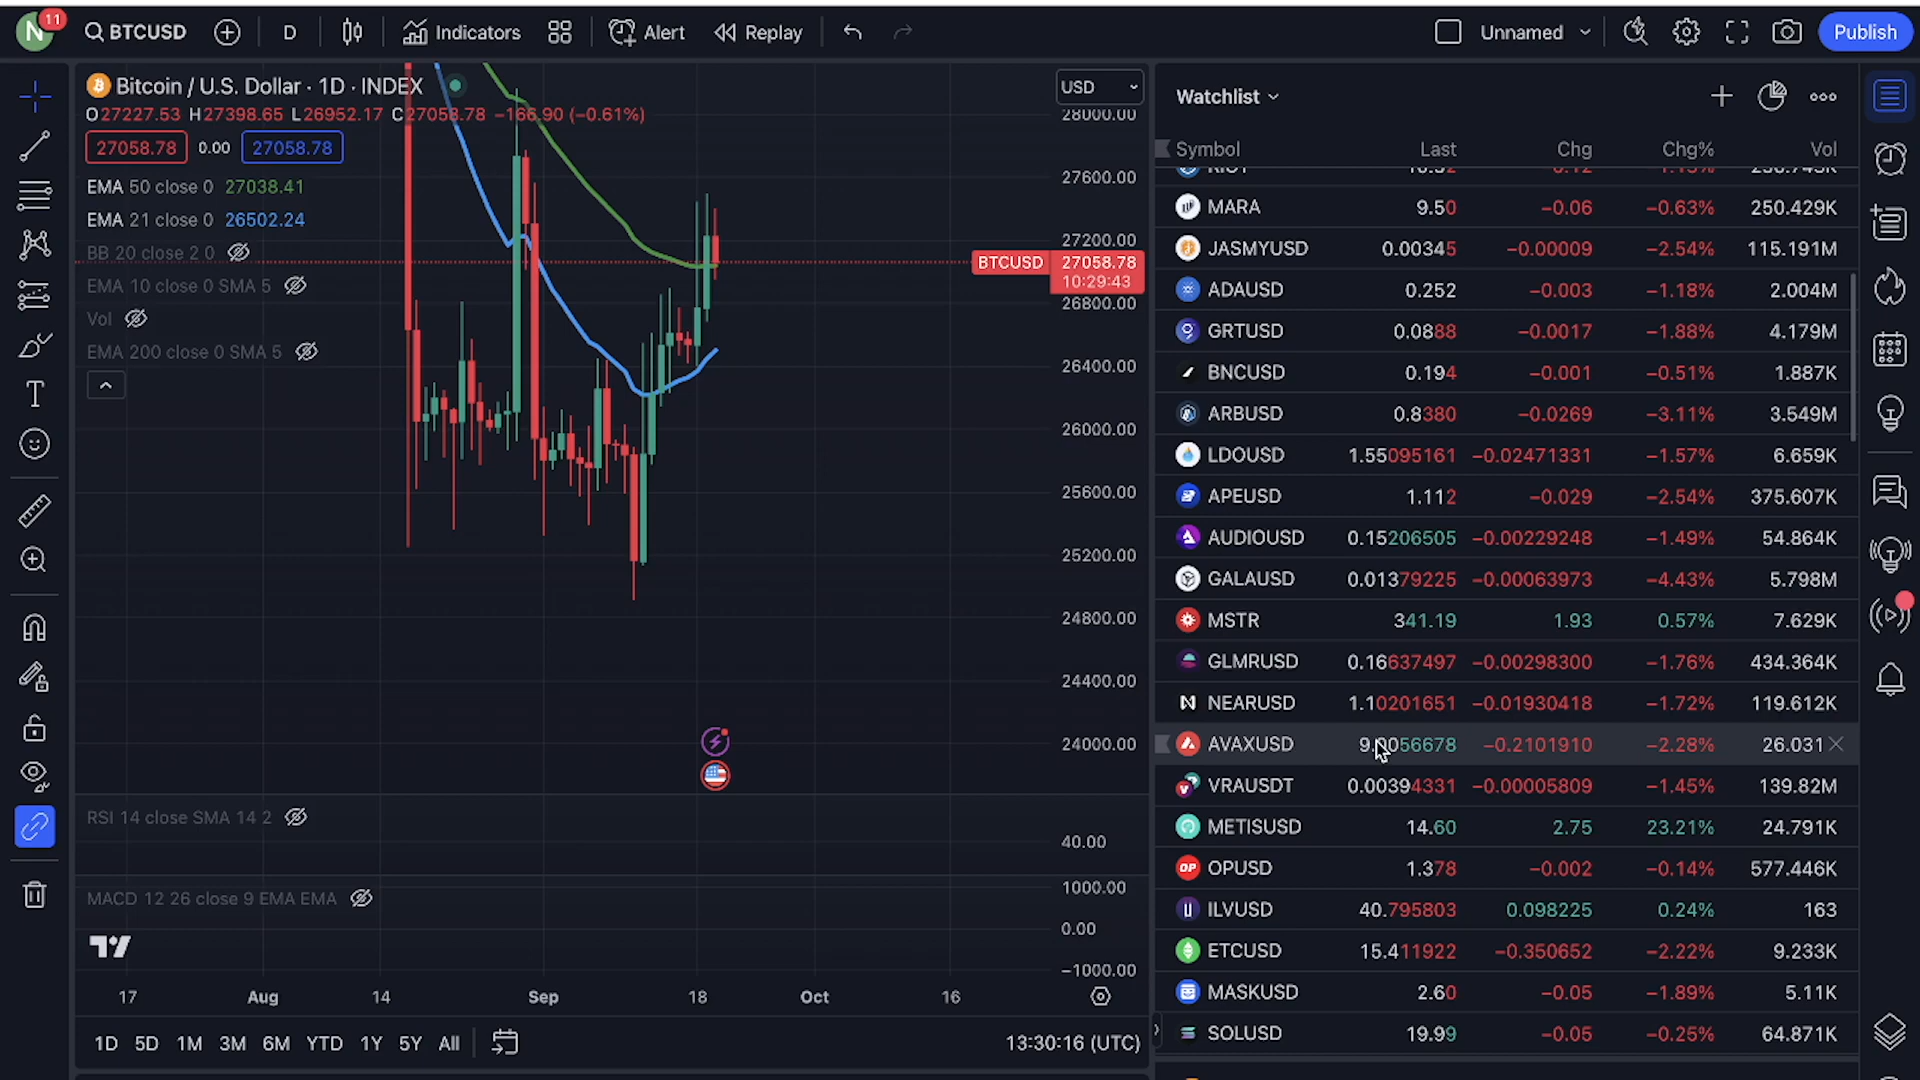 N 11 BTCUSD D Indicators Alert Replay Unnamed Publish
Bitcoin / U.S. Dollar · 1D · INDEX
O27227.53 H27398.65 L26952.17 C27058.78 −166.90 (−0.61%)
27058.78 0.00 27058.78
EMA 50 close 0 27038.41
EMA 21 close 0 26502.24
BB 20 close 2 0
EMA 10 close 0 SMA 5
Vol
EMA 200 close 0 SMA 5
USD
28000.00
27600.00
27200.00
BTCUSD 27058.78
10:29:43
26800.00
26400.00
26000.00
25600.00
25200.00
24800.00
24400.00
24000.00
RSI 14 close SMA 14 2
40.00
MACD 12 26 close 9 EMA EMA
1000.00
0.00
−1000.00
17 Aug 14 Sep 18 Oct 16
1D 5D 1M 3M 6M YTD 1Y 5Y All 13:30:16 (UTC)
Watchlist
Symbol Last Chg Chg% Vol
MARA 9.50 −0.06 −0.63% 250.429K
JASMYUSD 0.00345 −0.00009 −2.54% 115.191M
ADAUSD 0.252 −0.003 −1.18% 2.004M
GRTUSD 0.0888 −0.0017 −1.88% 4.179M
BNCUSD 0.194 −0.001 −0.51% 1.887K
ARBUSD 0.8380 −0.0269 −3.11% 3.549M
LDOUSD 1.55095161 −0.02471331 −1.57% 6.659K
APEUSD 1.112 −0.029 −2.54% 375.607K
AUDIOUSD 0.15206505 −0.00229248 −1.49% 54.864K
GALAUSD 0.01379225 −0.00063973 −4.43% 5.798M
MSTR 341.19 1.93 0.57% 7.629K
GLMRUSD 0.16637497 −0.00298300 −1.76% 434.364K
NEARUSD 1.10201651 −0.01930418 −1.72% 119.612K
AVAXUSD 9.0056678 −0.2101910 −2.28% 26.031
VRAUSDT 0.00394331 −0.00005809 −1.45% 139.82M
METISUSD 14.60 2.75 23.21% 24.791K
OP OPUSD 1.378 −0.002 −0.14% 577.446K
ILVUSD 40.795803 0.098225 0.24% 163
ETCUSD 15.411922 −0.350652 −2.22% 9.233K
MASKUSD 2.60 −0.05 −1.89% 5.11K
SOLUSD 19.99 −0.05 −0.25% 64.871K